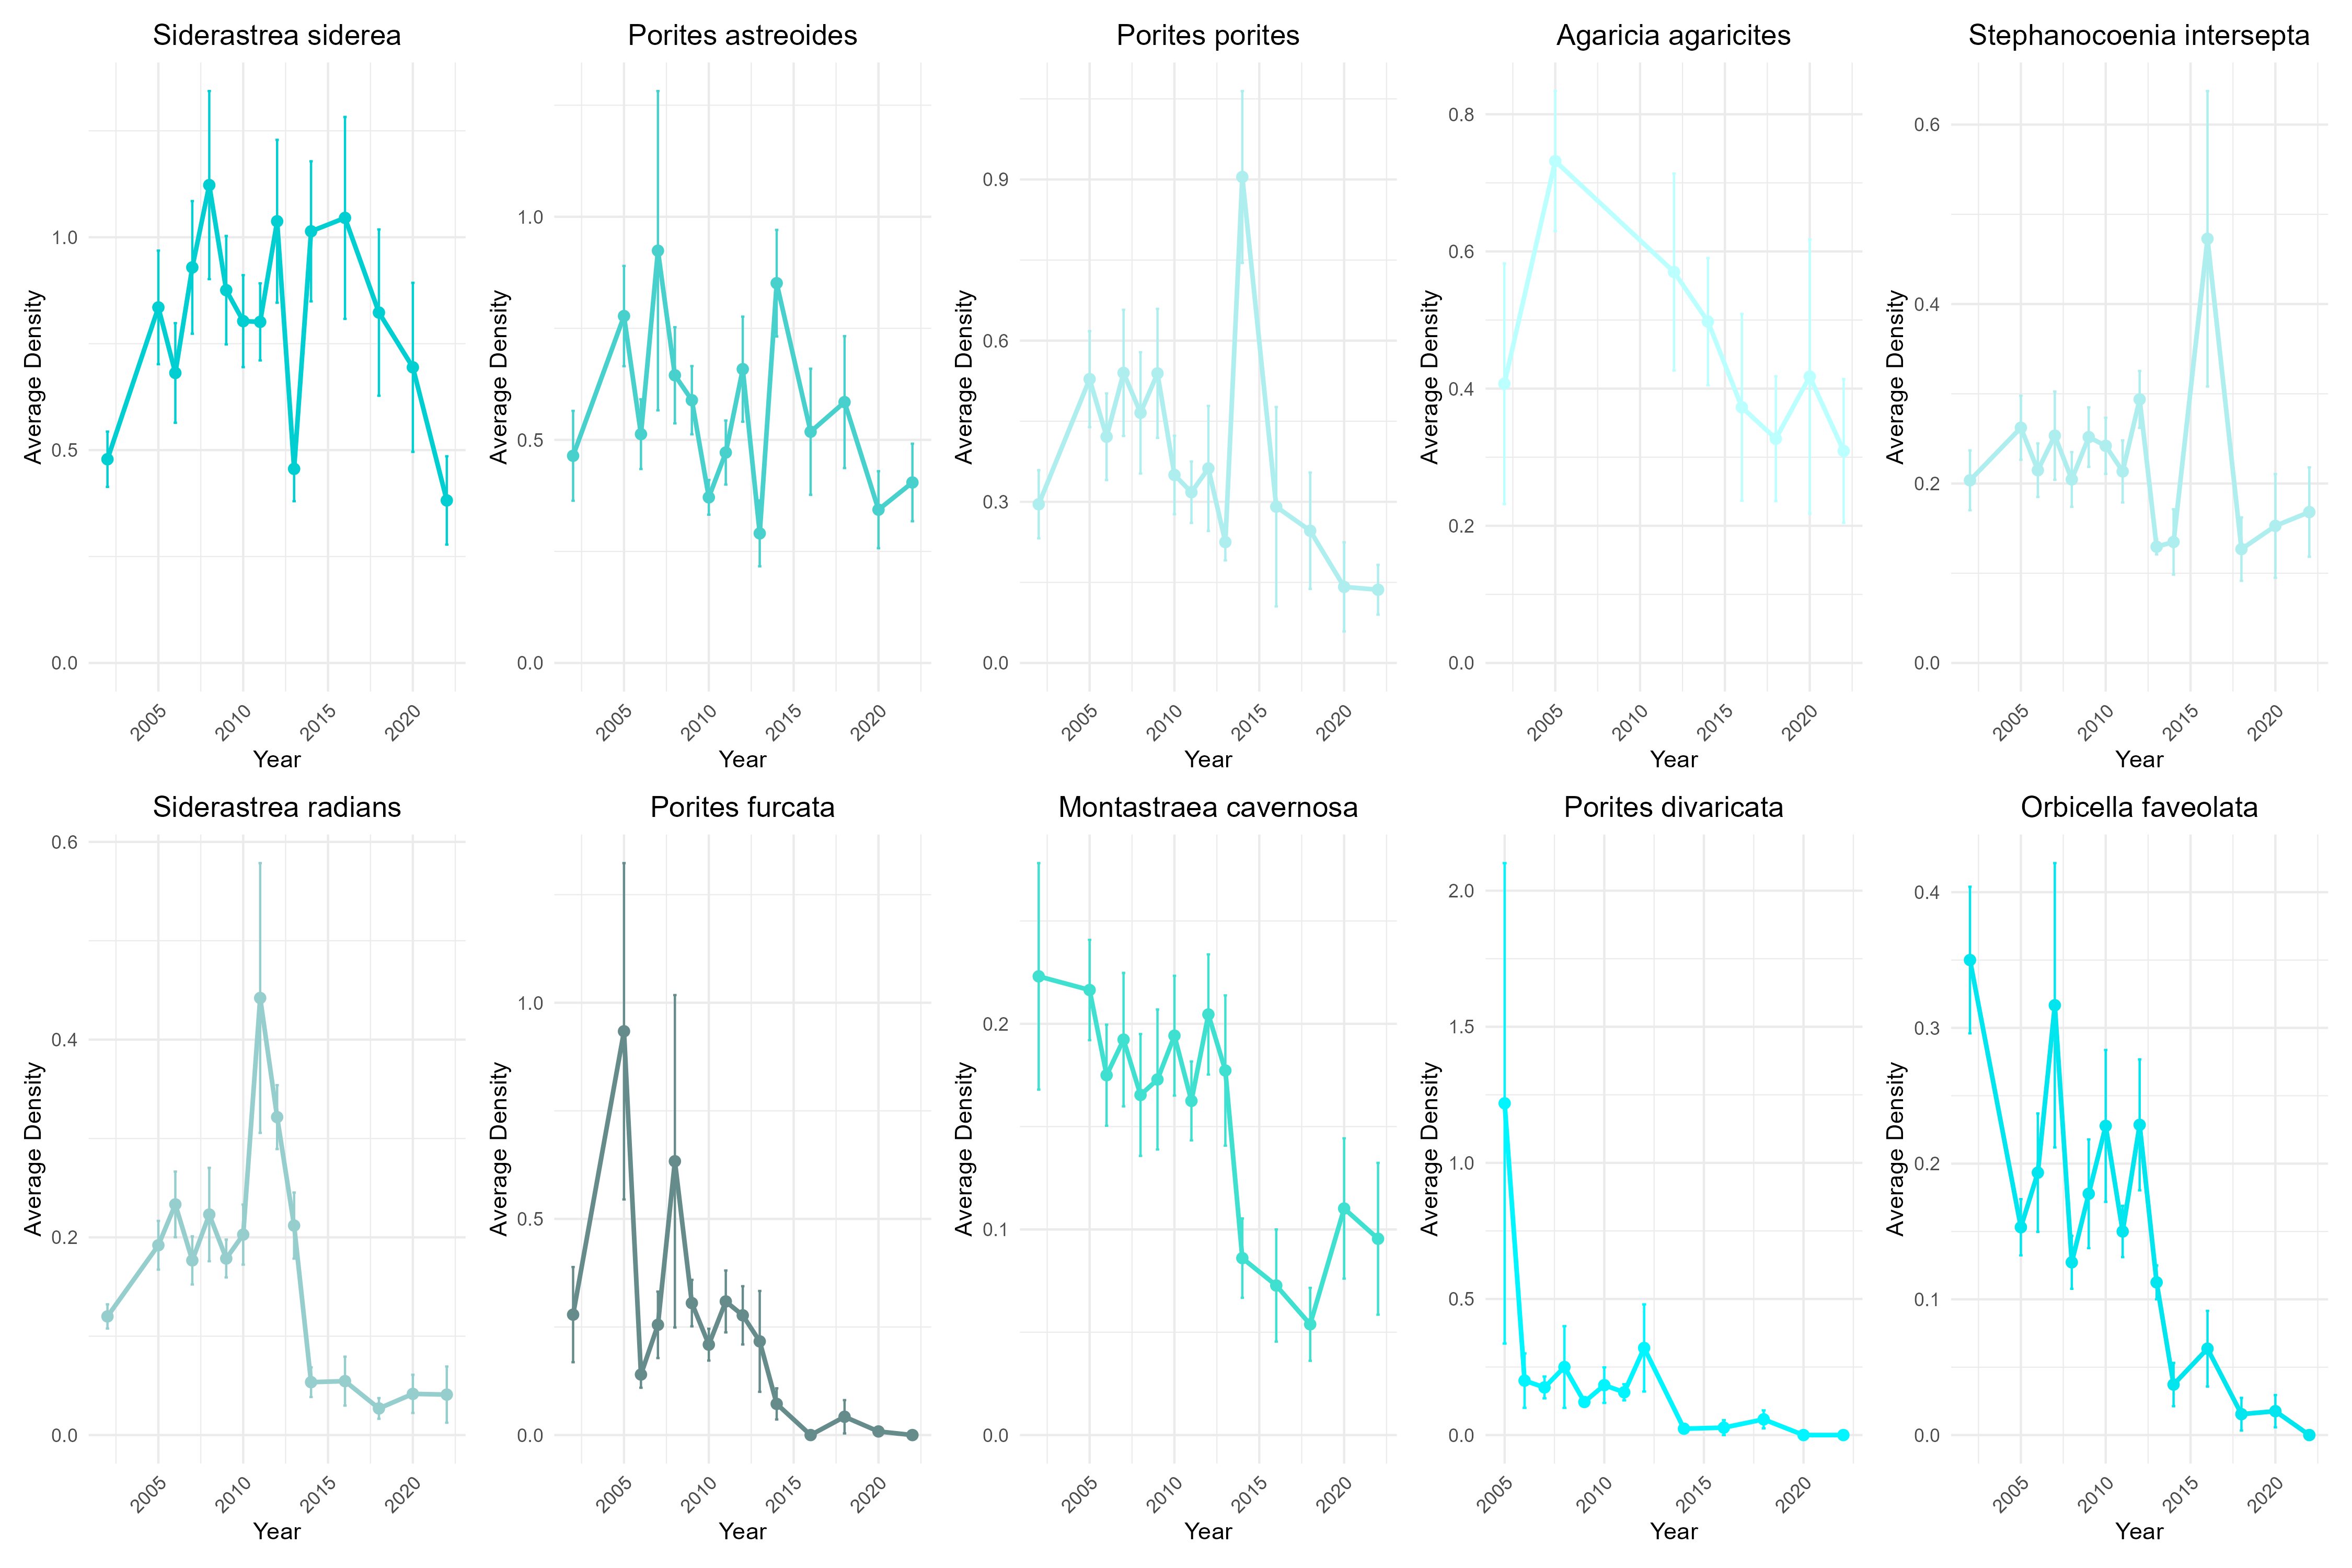 Siderastrea siderea
Average Density
1.0
0.5
0.0
2005 2010 2015 2020
Year
Porites astreoides
Average Density
1.0
0.5
0.0
2005 2010 2015 2020
Year
Porites porites
Average Density
0.9
0.6
0.3
0.0
2005 2010 2015 2020
Year
Agaricia agaricites
Average Density
0.8
0.6
0.4
0.2
0.0
2005 2010 2015 2020
Year
Stephanocoenia intersepta
Average Density
0.6
0.4
0.2
0.0
2005 2010 2015 2020
Year
Siderastrea radians
Average Density
0.6
0.4
0.2
0.0
2005 2010 2015 2020
Year
Porites furcata
Average Density
1.0
0.5
0.0
2005 2010 2015 2020
Year
Montastraea cavernosa
Average Density
0.2
0.1
0.0
2005 2010 2015 2020
Year
Porites divaricata
Average Density
2.0
1.5
1.0
0.5
0.0
2005 2010 2015 2020
Year
Orbicella faveolata
Average Density
0.4
0.3
0.2
0.1
0.0
2005 2010 2015 2020
Year